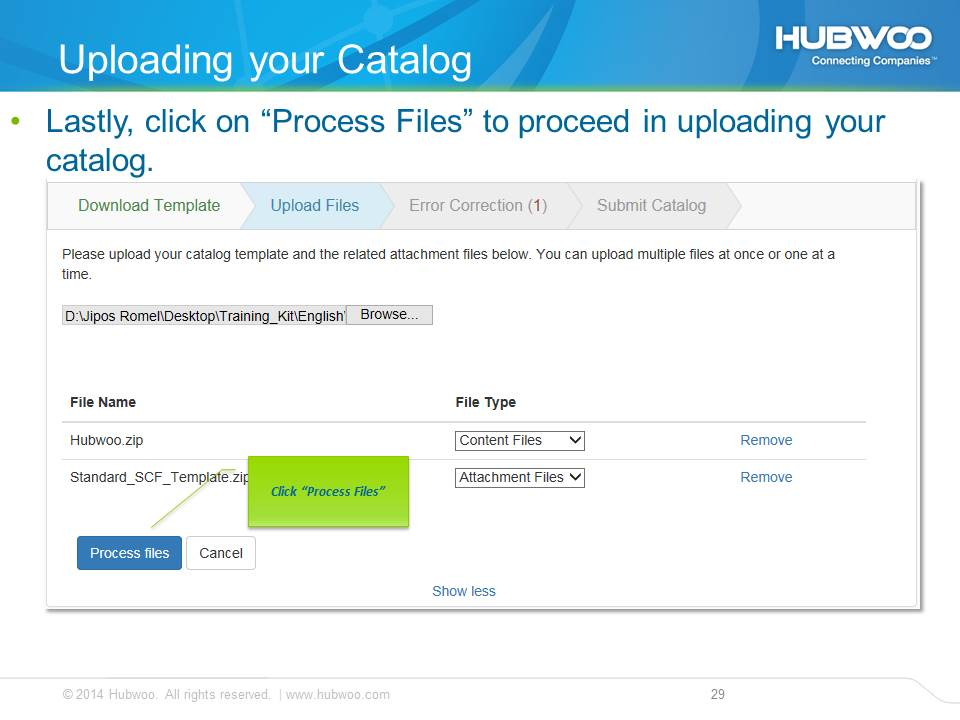 Uploading your Catalog
HUBWOO
Connecting Companies™
• Lastly, click on “Process Files” to proceed in uploading your
catalog.
Download Template
Upload Files
Error Correction (1)
Submit Catalog
Please upload your catalog template and the related attachment files below. You can upload multiple files at once or one at a
time.
D:\Jipos Romel\Desktop\Training_Kit\English\ Browse...
File Name File Type
Hubwoo.zip Content Files Remove
Standard_SCF_Template.zip Attachment Files Remove
Click “Process Files”
Process files Cancel
Show less
© 2014 Hubwoo. All rights reserved. | www.hubwoo.com 29